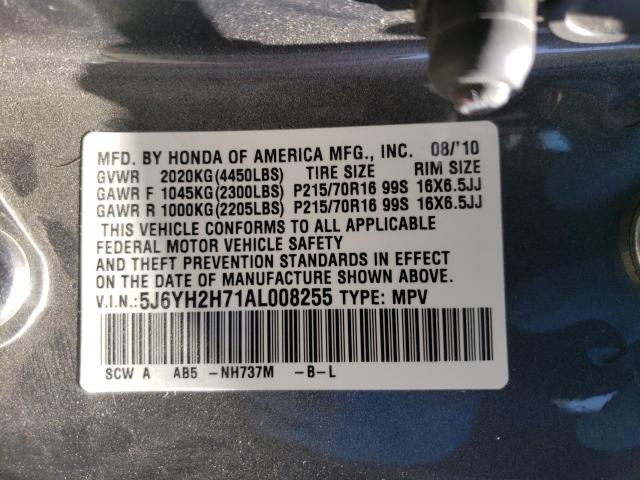 MFD. BY HONDA OF AMERICA MFG., INC. 08/'10
GVWR 2020KG(4450LBS) TIRE SIZE RIM SIZE
GAWR F 1045KG(2300LBS) P215/70R16 99S 16X6.5JJ
GAWR R 1000KG(2205LBS) P215/70R16 99S 16X6.5JJ
THIS VEHICLE CONFORMS TO ALL APPLICABLE
FEDERAL MOTOR VEHICLE SAFETY
AND THEFT PREVENTION STANDARDS IN EFFECT
ON THE DATE OF MANUFACTURE SHOWN ABOVE.
V.I.N.:5J6YH2H71AL008255 TYPE: MPV
SCW A AB5 -NH737M -B-L